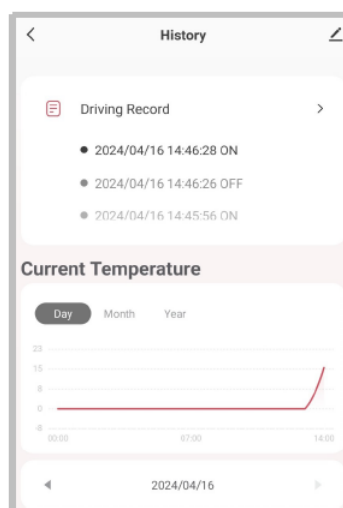 History
Driving Record
2024/04/16 14:46:28 ON
2024/04/16 14:46:26 OFF
2024/04/16 14:45:56 ON
Current Temperature
Day Month Year
23
15
8
0
-8
00:00 07:00 14:00
2024/04/16